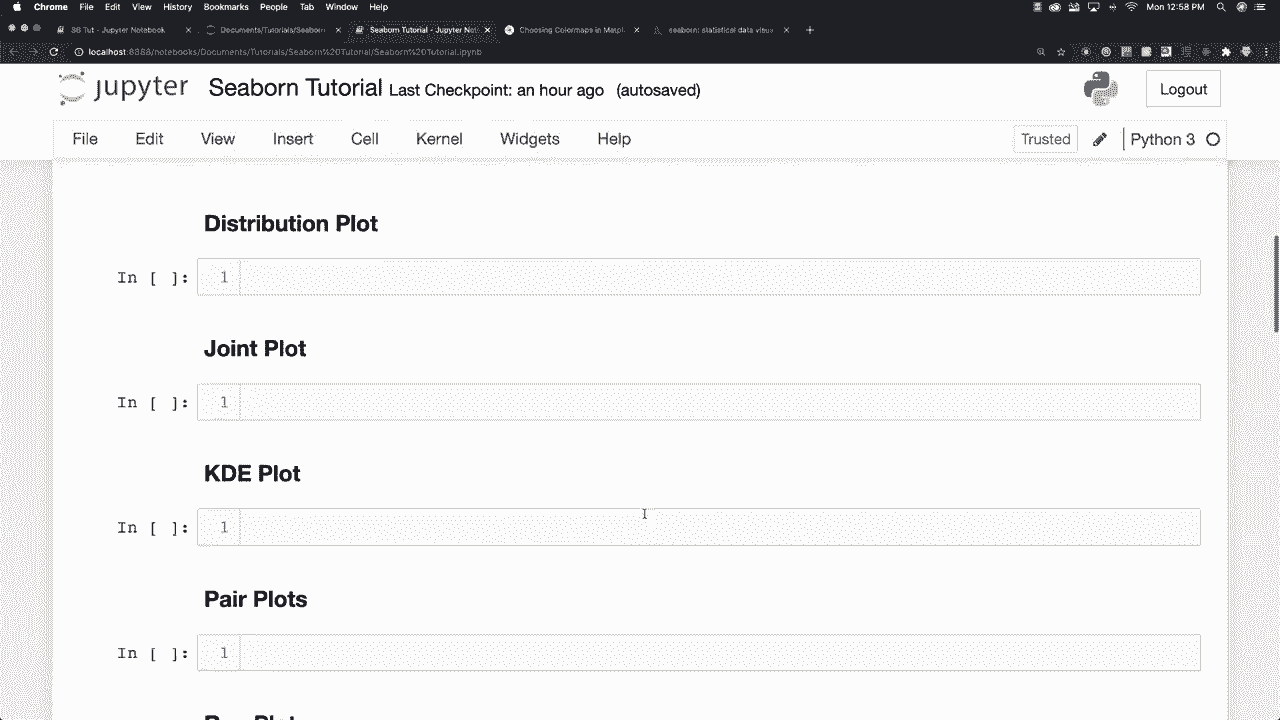 Chrome File Edit View History Bookmarks People Tab Window Help Mon 2:58 PM
SB Tut - Jupyter Notebook Documents/Tutorials/Seaborn Seaborn Tutorial - Jupyter Not Choosing Colormaps in Matpl seaborn: statistical data visua
localhost:8888/notebooks/Documents/Tutorials/Seaborn%20Tutorial/Seaborn%20Tutorial.ipynb
jupyter Seaborn Tutorial Last Checkpoint: an hour ago (autosaved) Logout
File Edit View Insert Cell Kernel Widgets Help Trusted Python 3
Distribution Plot
In [ ]: 1
Joint Plot
In [ ]: 1
KDE Plot
In [ ]: 1
Pair Plots
In [ ]: 1